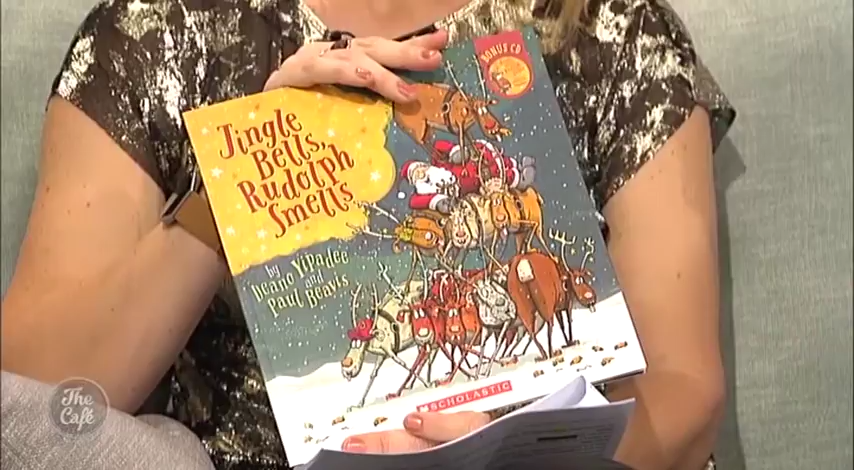 BONUS CD
Jingle
Bells,
Rudolph
Smells
by
Deano Yipadee
and
Paul Beavis
SCHOLASTIC
The
Café